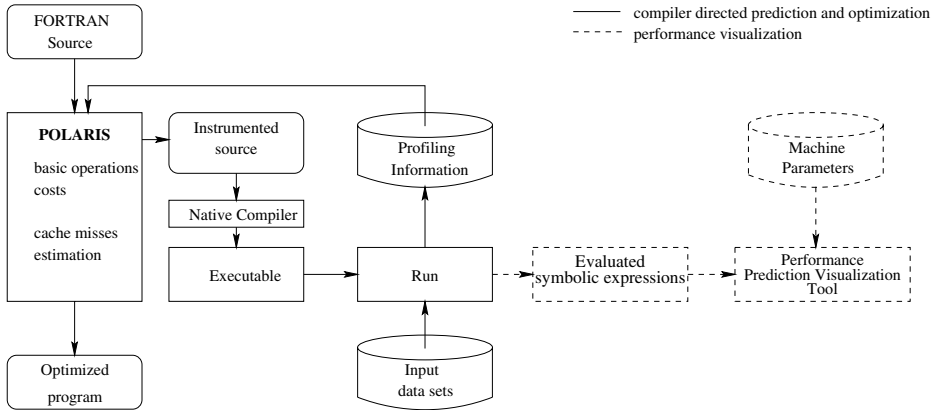 FORTRAN
Source
compiler directed prediction and optimization
performance visualization
POLARIS
basic operations
costs
cache misses
estimation
Instrumented
source
Native Compiler
Executable
Profiling
Information
Run
Input
data sets
Evaluated
symbolic expressions
Machine
Parameters
Performance
Prediction Visualization
Tool
Optimized
program